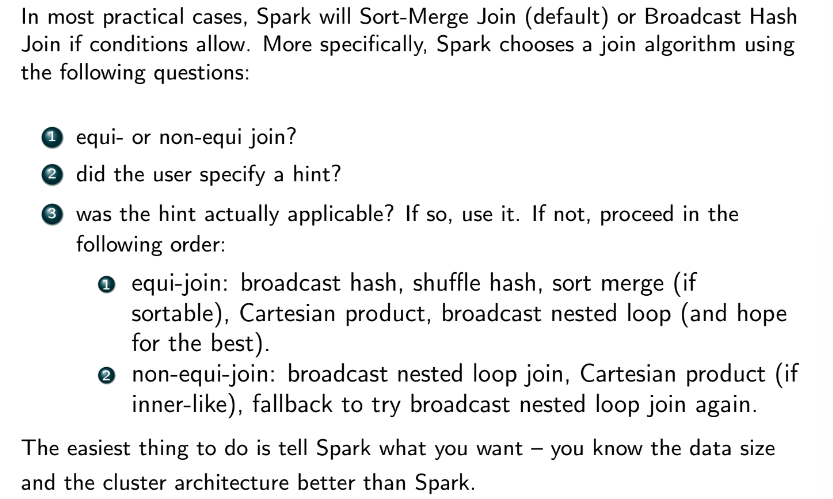 In most practical cases, Spark will Sort-Merge Join (default) or Broadcast Hash
Join if conditions allow. More specifically, Spark chooses a join algorithm using
the following questions:
1 equi- or non-equi join?
2 did the user specify a hint?
3 was the hint actually applicable? If so, use it. If not, proceed in the
following order:
1 equi-join: broadcast hash, shuffle hash, sort merge (if
sortable), Cartesian product, broadcast nested loop (and hope
for the best).
2 non-equi-join: broadcast nested loop join, Cartesian product (if
inner-like), fallback to try broadcast nested loop join again.
The easiest thing to do is tell Spark what you want – you know the data size
and the cluster architecture better than Spark.